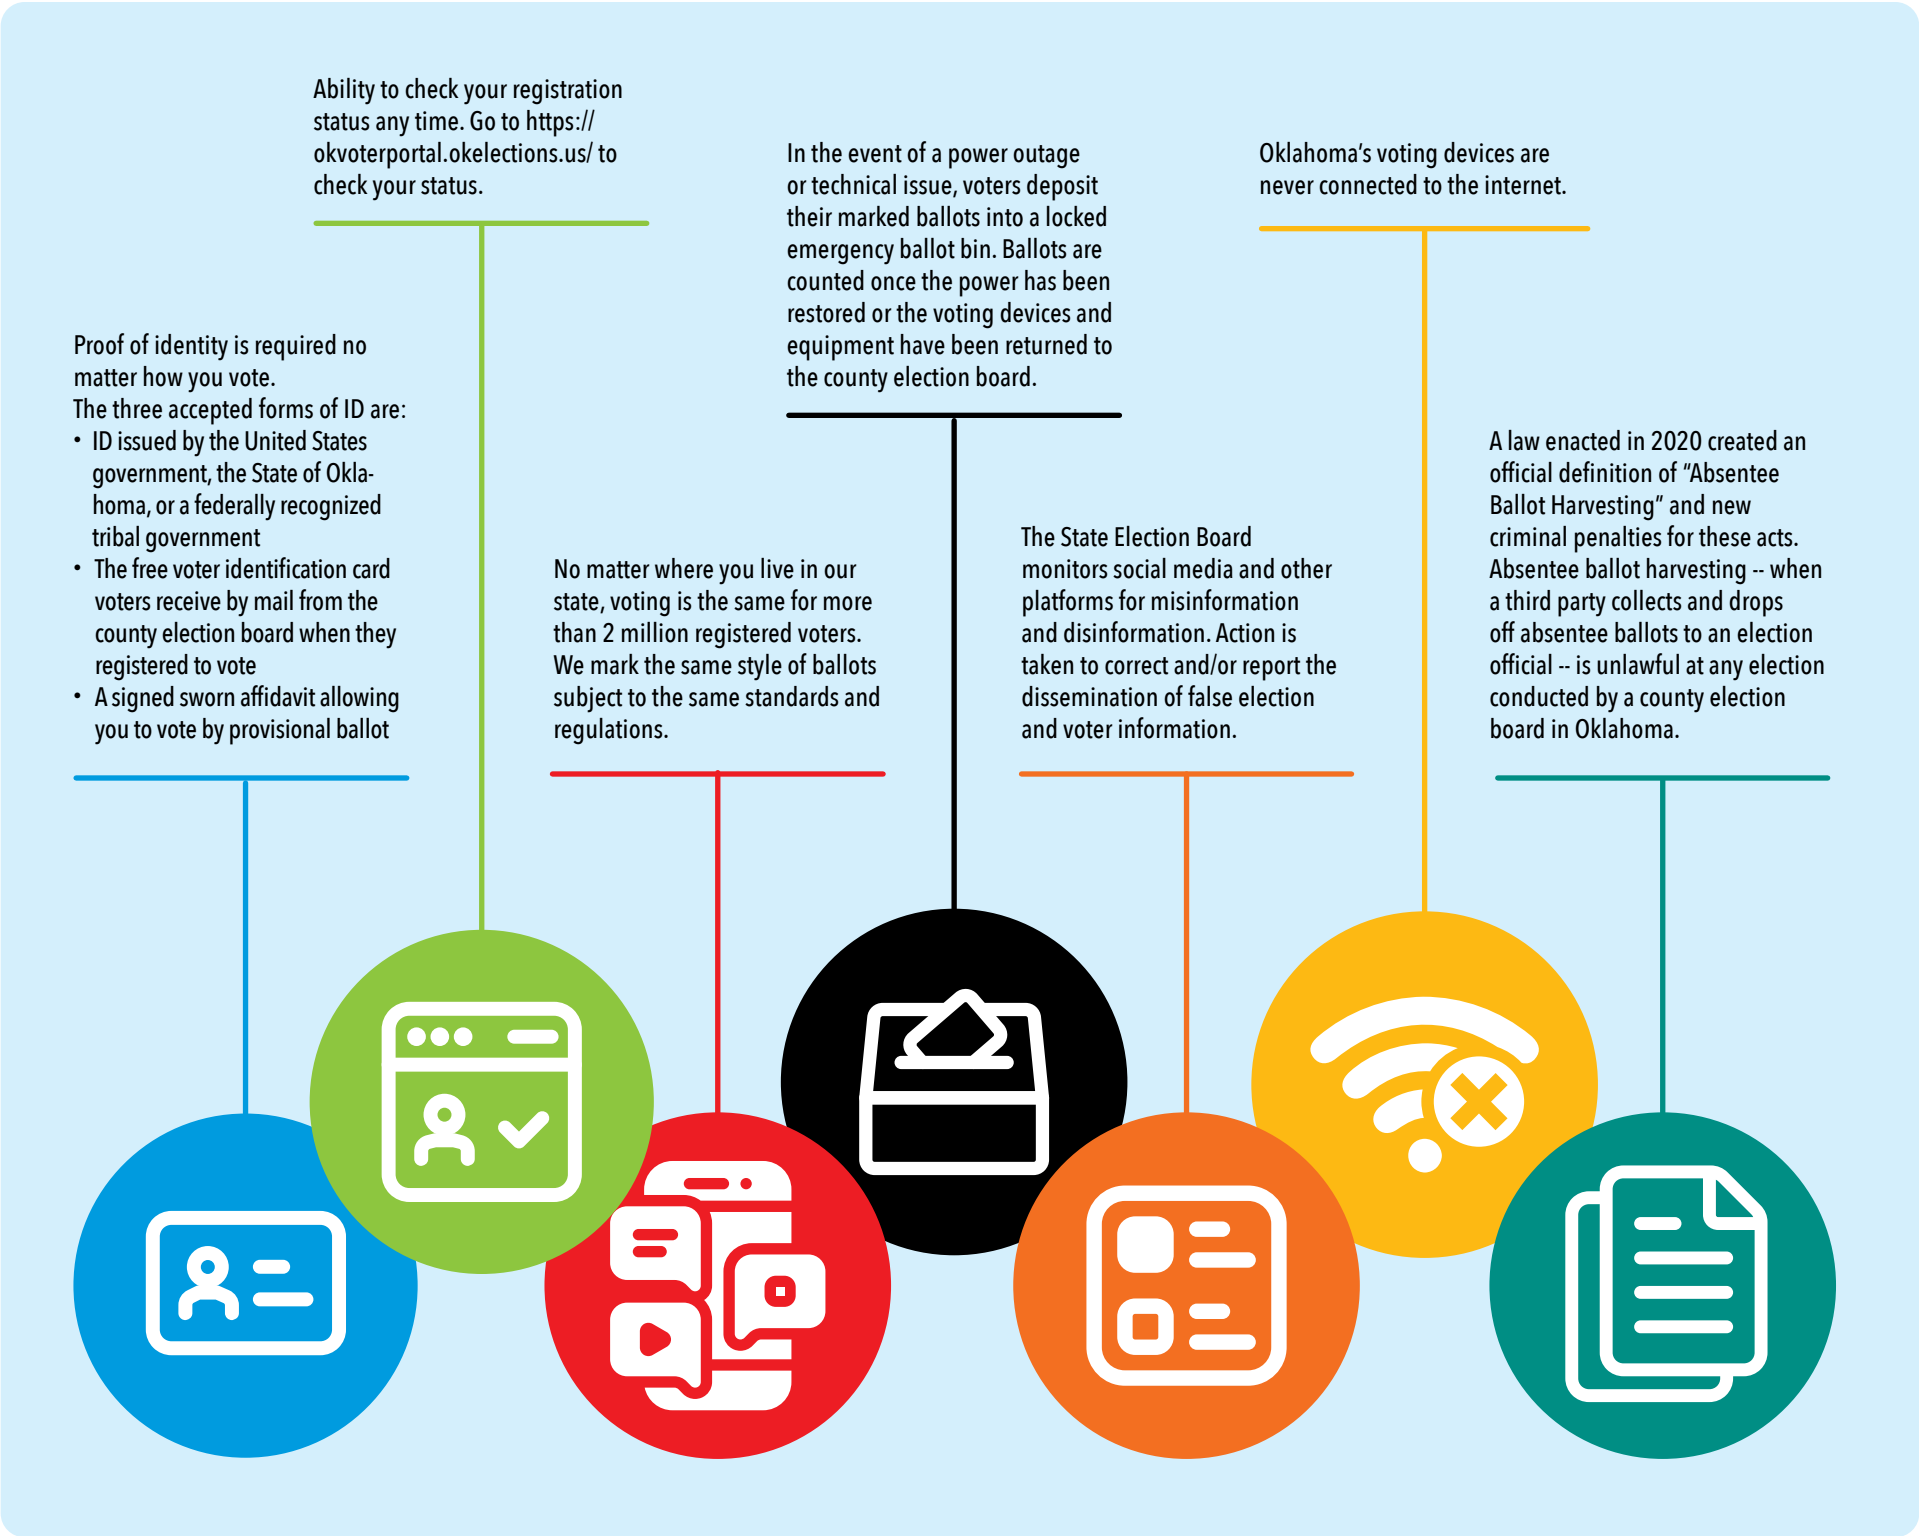 Ability to check your registration
status any time. Go to https://
okvoterportal.okelections.us/ to
check your status.
In the event of a power outage
or technical issue, voters deposit
their marked ballots into a locked
emergency ballot bin. Ballots are
counted once the power has been
restored or the voting devices and
equipment have been returned to
the county election board.
Oklahoma's voting devices are
never connected to the internet.
Proof of identity is required no
matter how you vote.
The three accepted forms of ID are:
• ID issued by the United States
government, the State of Okla-
homa, or a federally recognized
tribal government
• The free voter identification card
voters receive by mail from the
county election board when they
registered to vote
• A signed sworn affidavit allowing
you to vote by provisional ballot
No matter where you live in our
state, voting is the same for more
than 2 million registered voters.
We mark the same style of ballots
subject to the same standards and
regulations.
The State Election Board
monitors social media and other
platforms for misinformation
and disinformation. Action is
taken to correct and/or report the
dissemination of false election
and voter information.
A law enacted in 2020 created an
official definition of “Absentee
Ballot Harvesting” and new
criminal penalties for these acts.
Absentee ballot harvesting -- when
a third party collects and drops
off absentee ballots to an election
official -- is unlawful at any election
conducted by a county election
board in Oklahoma.